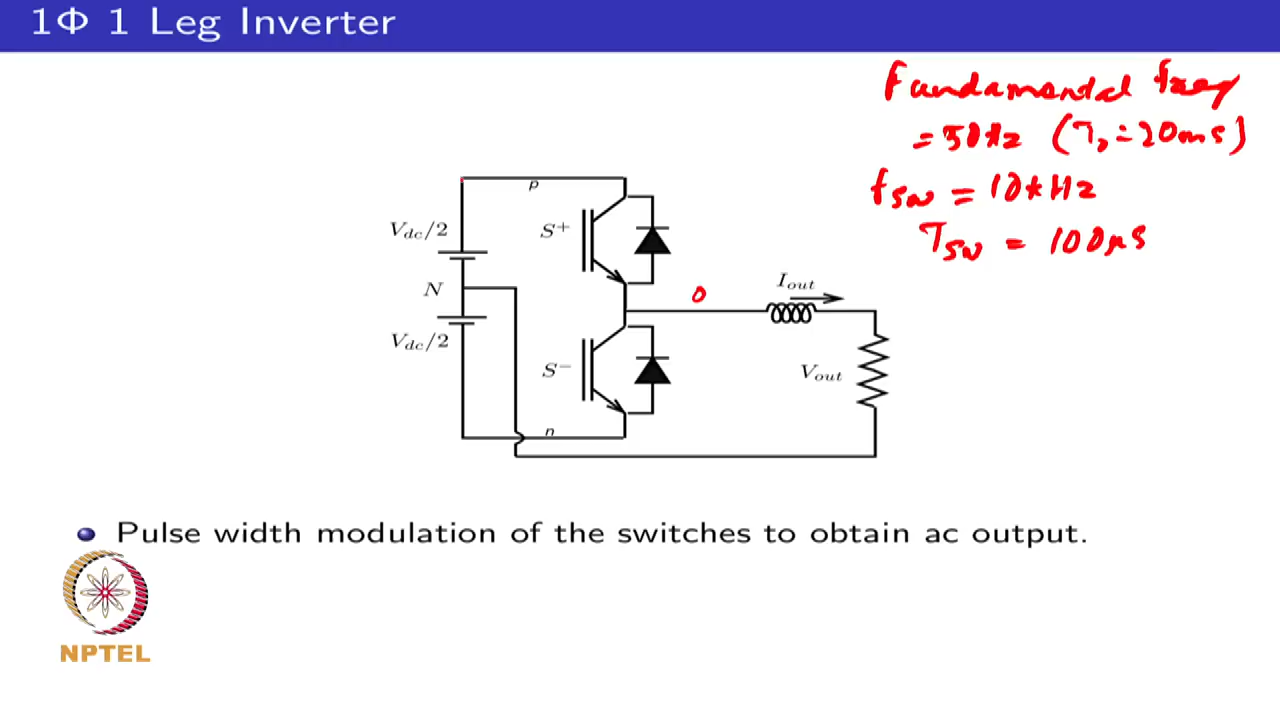 1Φ 1 Leg Inverter
Fundamental freq
= 50Hz (T₀ = 20ms)
fsw = 10kHz
Tsw = 100μs
p
Vdc/2
S⁺
N
O
Iout
Vdc/2
S⁻
Vout
n
Pulse width modulation of the switches to obtain ac output.
NPTEL